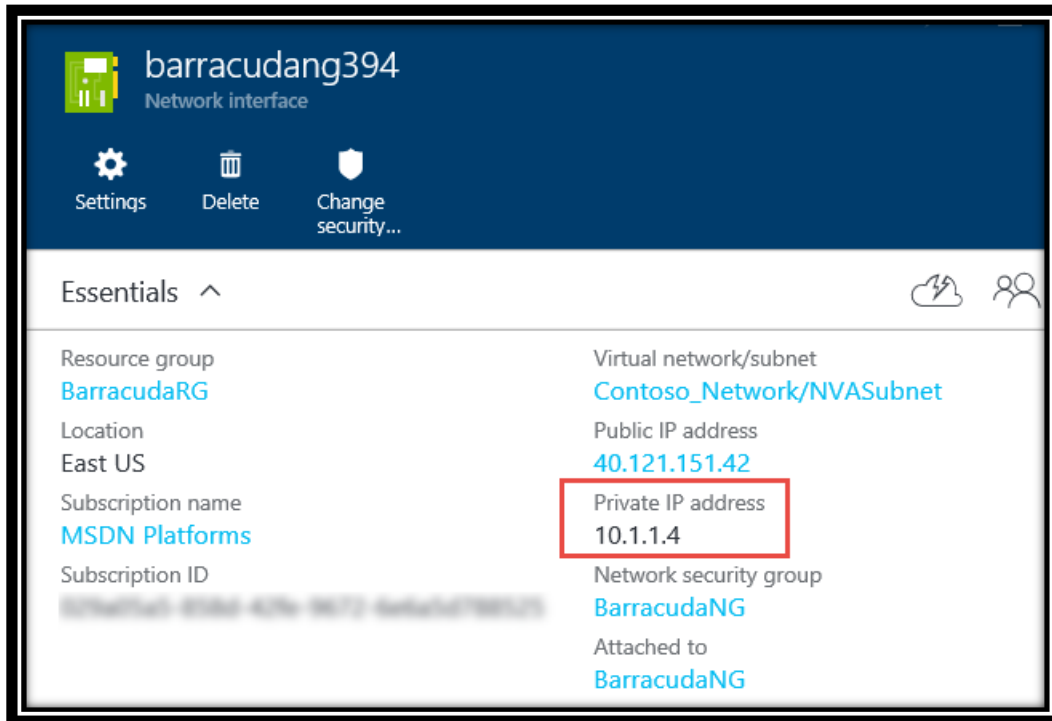 barracudang394
Network interface
Settings
Delete
Change
security...
Essentials
Resource group
BarracudaRG
Location
East US
Subscription name
MSDN Platforms
Subscription ID
Virtual network/subnet
Contoso_Network/NVASubnet
Public IP address
40.121.151.42
Private IP address
10.1.1.4
Network security group
BarracudaNG
Attached to
BarracudaNG